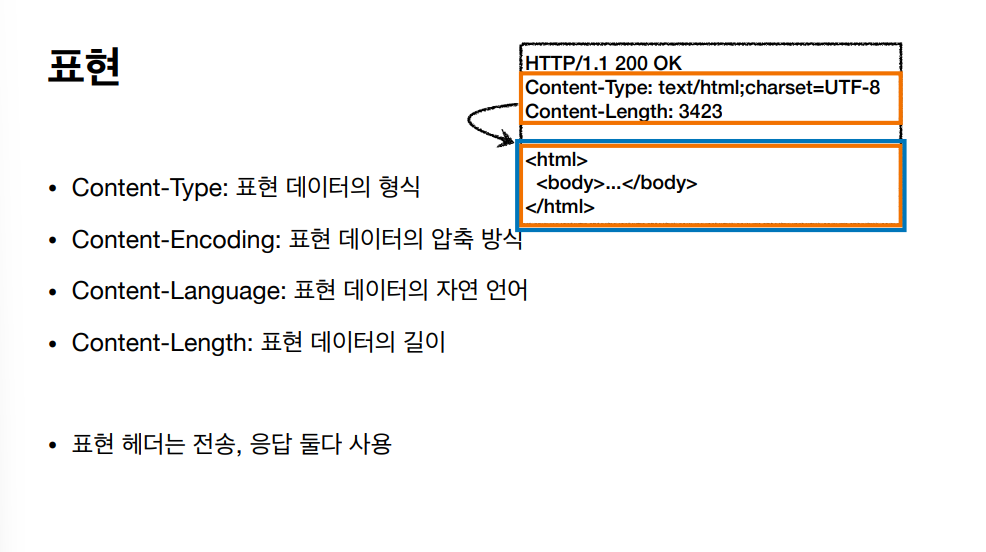 표현
HTTP/1.1 200 OK
Content-Type: text/html;charset=UTF-8
Content-Length: 3423
<html>
<body>...</body>
</html>
• Content-Type: 표현 데이터의 형식
• Content-Encoding: 표현 데이터의 압축 방식
• Content-Language: 표현 데이터의 자연 언어
• Content-Length: 표현 데이터의 길이
• 표현 헤더는 전송, 응답 둘다 사용